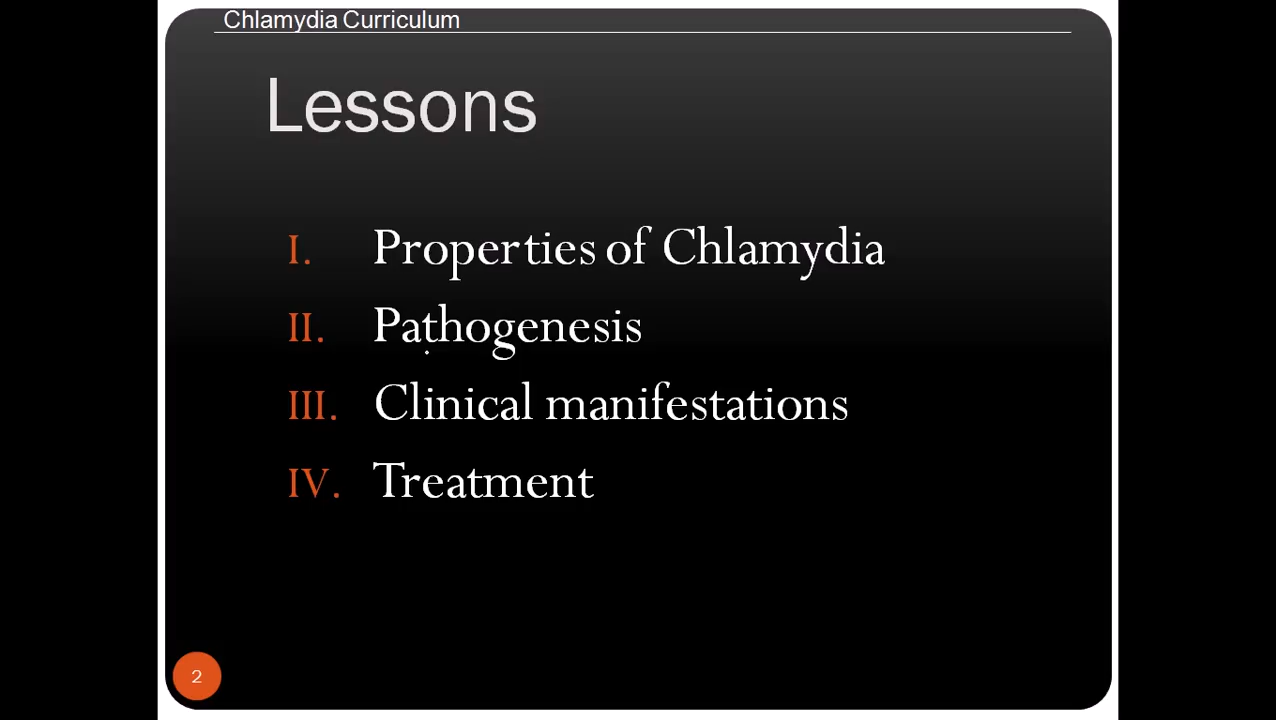 Chlamydia Curriculum
Lessons
I. Properties of Chlamydia
II. Pathogenesis
III. Clinical manifestations
IV. Treatment
2